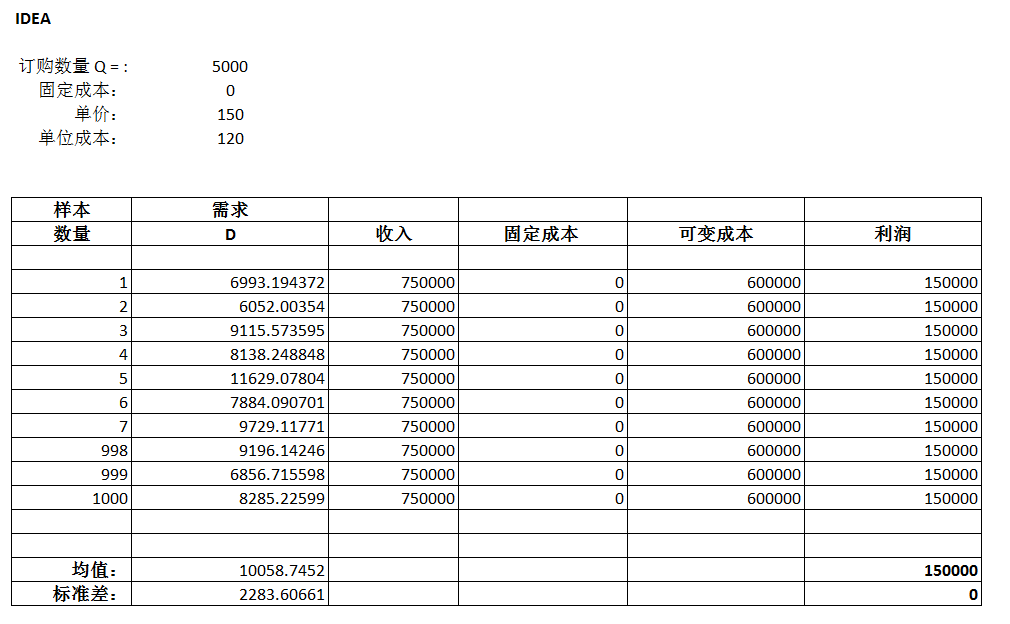 IDEA
订购数量 Q = : 5000
固定成本： 0
单价： 150
单位成本： 120
样本 需求
数量 D 收入 固定成本 可变成本 利润
1 6993.194372 750000 0 600000 150000
2 6052.00354 750000 0 600000 150000
3 9115.573595 750000 0 600000 150000
4 8138.248848 750000 0 600000 150000
5 11629.07804 750000 0 600000 150000
6 7884.090701 750000 0 600000 150000
7 9729.11771 750000 0 600000 150000
998 9196.14246 750000 0 600000 150000
999 6856.715598 750000 0 600000 150000
1000 8285.22599 750000 0 600000 150000
均值： 10058.7452 150000
标准差： 2283.60661 0